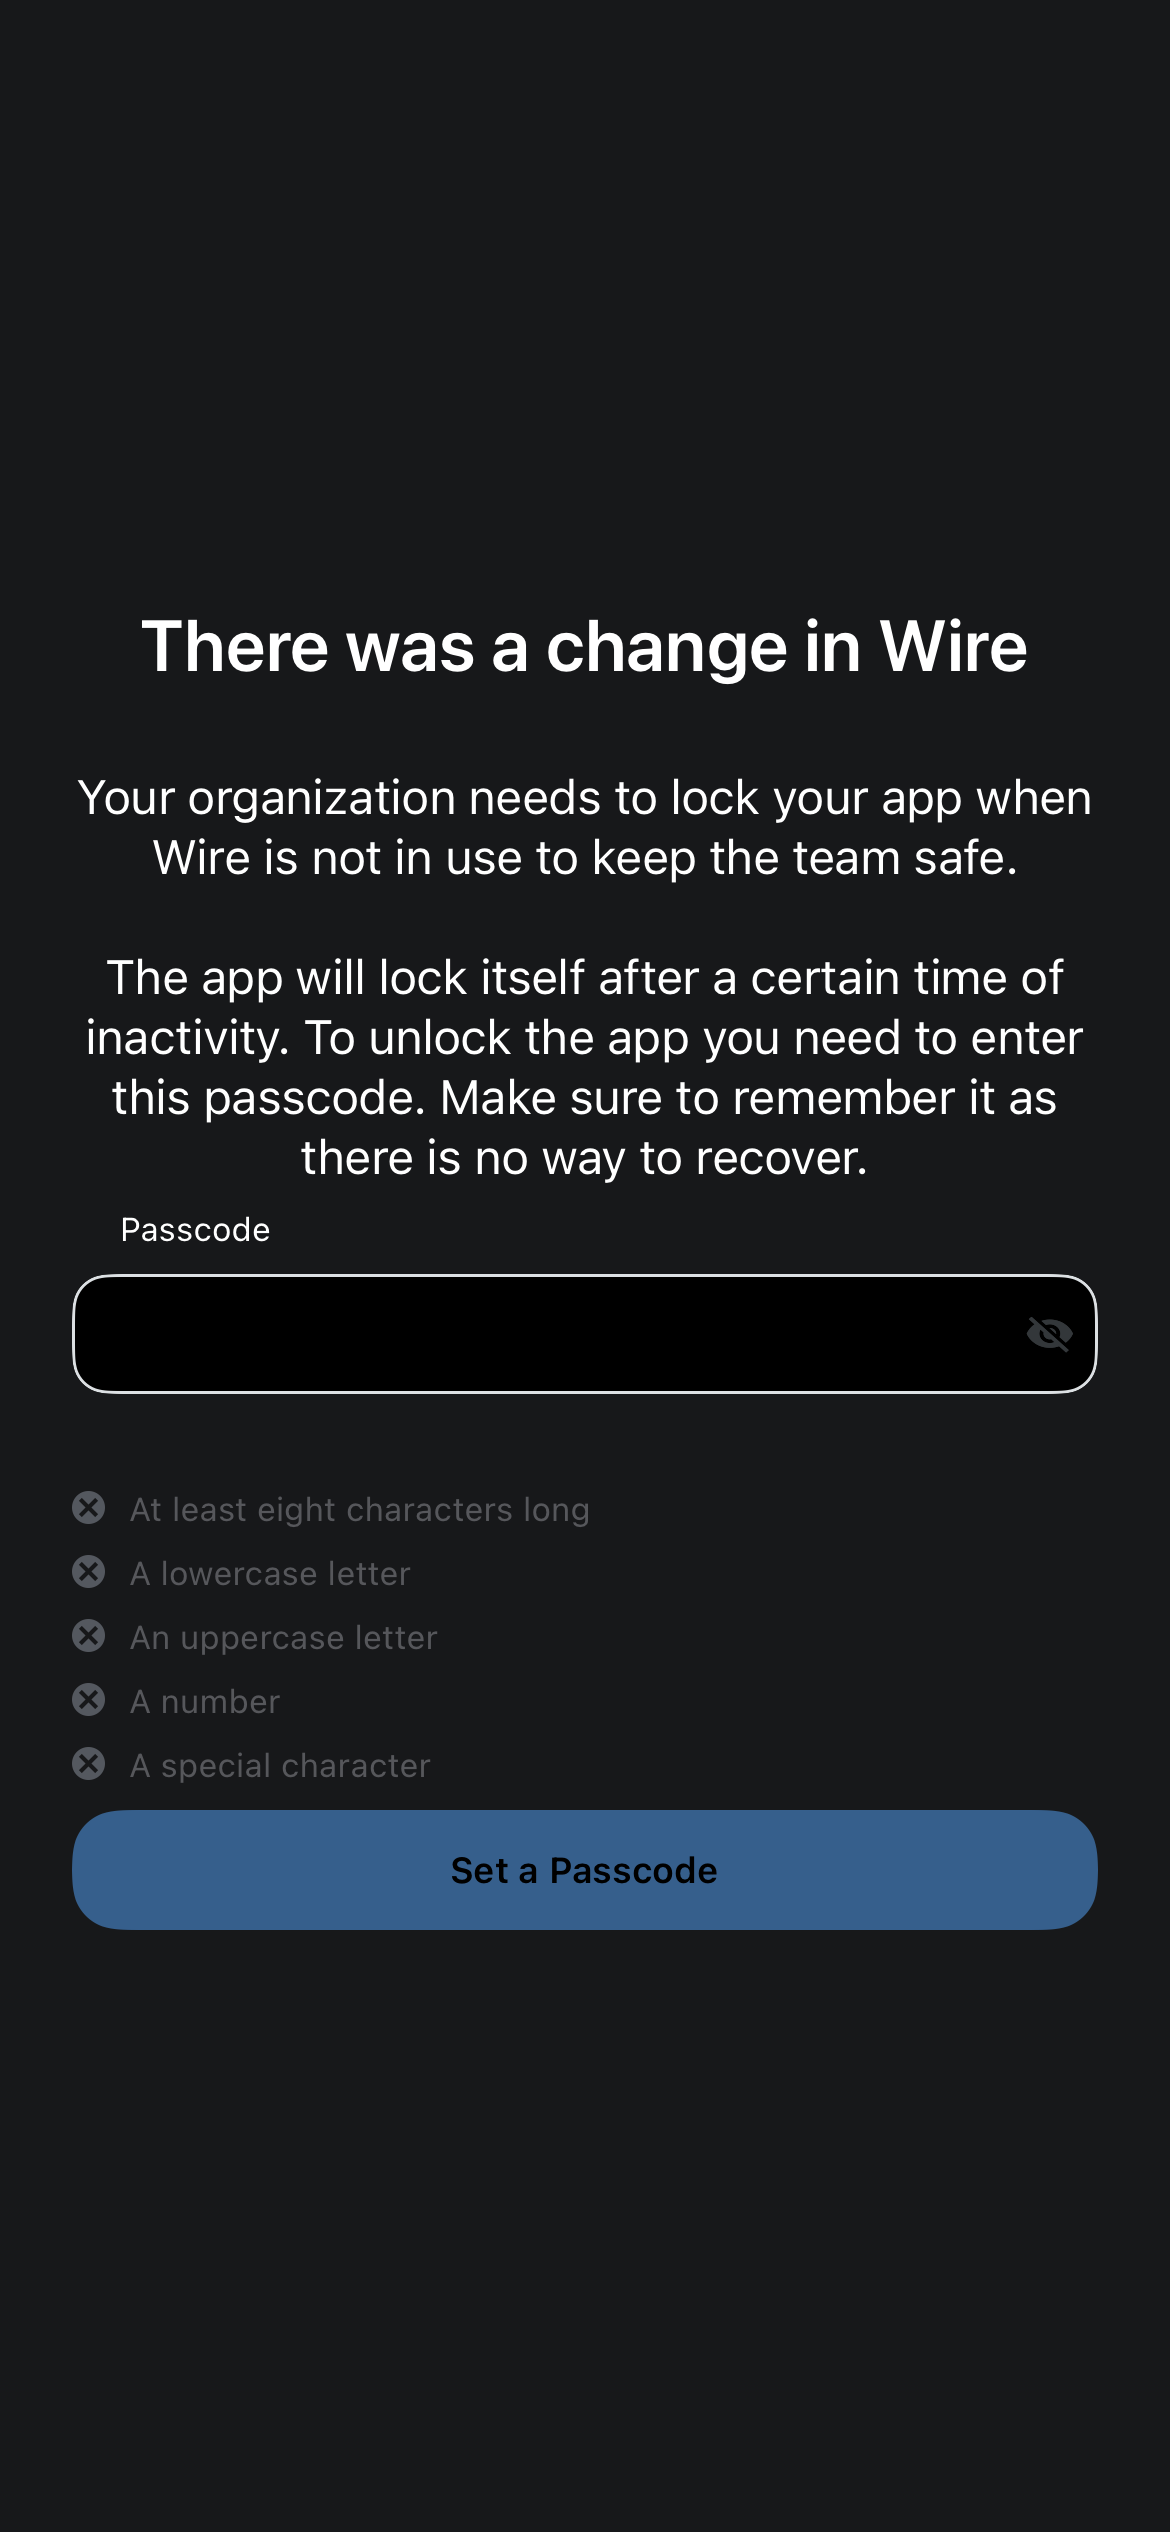 There was a change in Wire
Your organization needs to lock your app when
Wire is not in use to keep the team safe.
The app will lock itself after a certain time of
inactivity. To unlock the app you need to enter
this passcode. Make sure to remember it as
there is no way to recover.
Passcode
At least eight characters long
A lowercase letter
An uppercase letter
A number
A special character
Set a Passcode